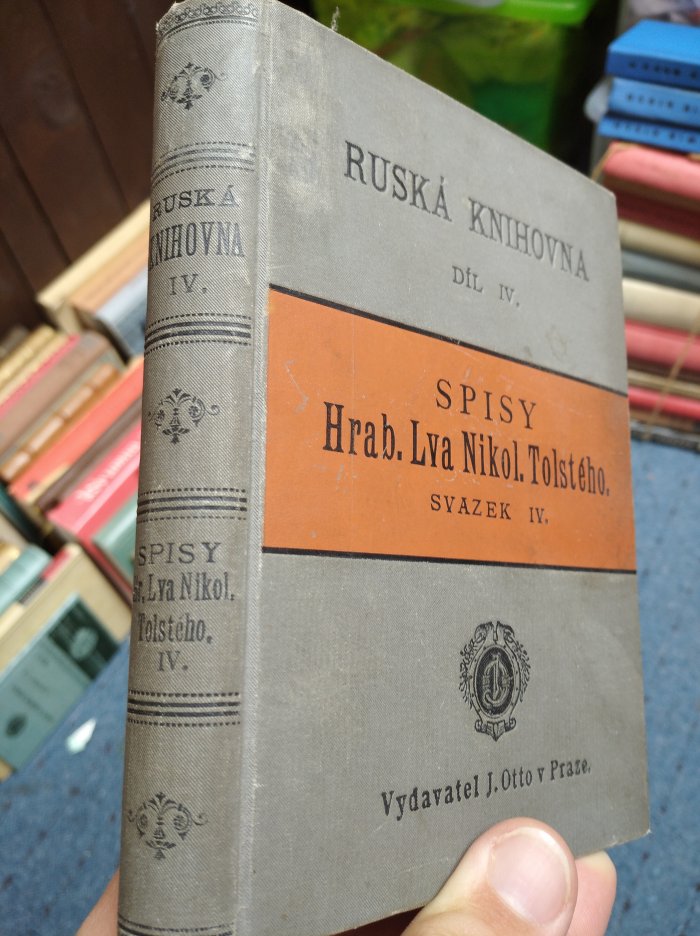 RUSKÁ
KNIHOVNA
IV.
SPISY
Lva Nikol.
Tolstého.
IV.
RUSKÁ KNIHOVNA
DÍL IV.
SPISY
Hrab. Lva Nikol. Tolstého.
SVAZEK IV.
Vydavatel J. Otto v Praze.